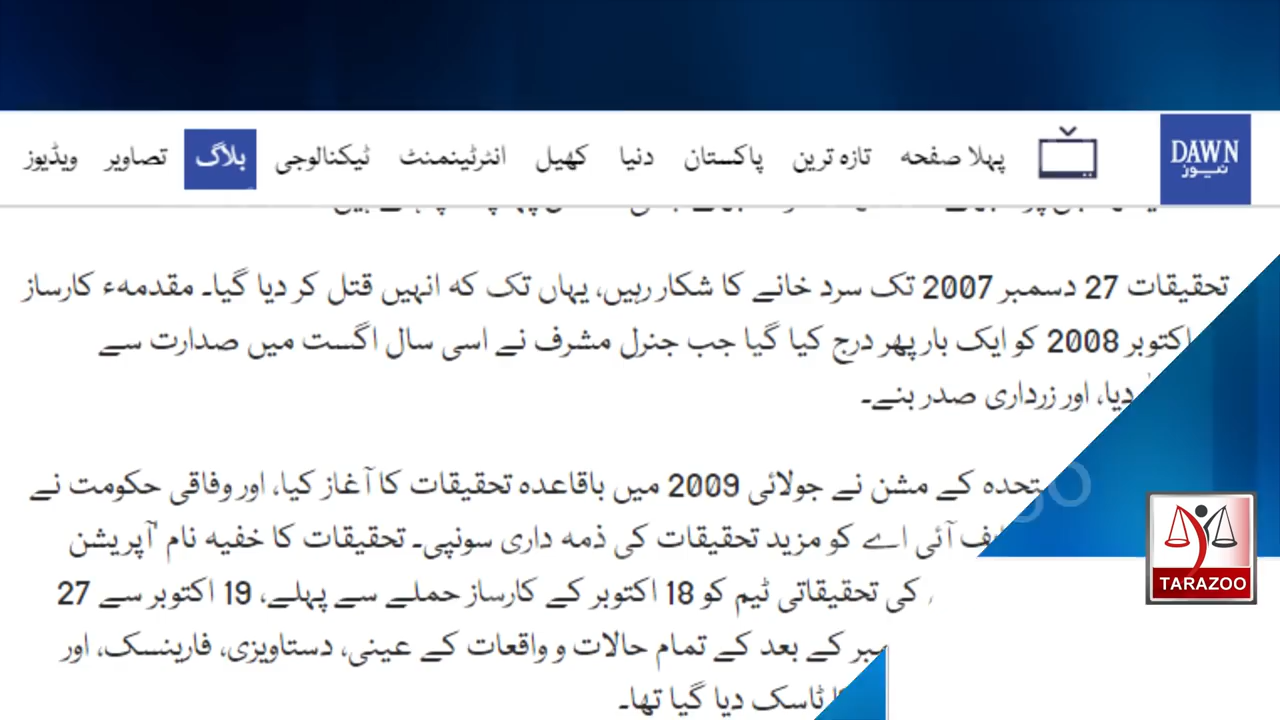 DAWN
نیوز
پہلا صفحہ تازہ ترین پاکستان دنیا کھیل انٹرٹینمنٹ ٹیکنالوجی بلاگ تصاویر ویڈیوز
تحقیقات 27 دسمبر 2007 تک سرد خانے کا شکار رہیں، یہاں تک کہ انہیں قتل کر دیا گیا۔ مقدمہء کارساز
اکتوبر 2008 کو ایک بار پھر درج کیا گیا جب جنرل مشرف نے اسی سال اگست میں صدارت سے
دیا، اور زرداری صدر بنے۔
متحدہ کے مشن نے جولائی 2009 میں باقاعدہ تحقیقات کا آغاز کیا، اور وفاقی حکومت نے
آئی اے کو مزید تحقیقات کی ذمہ داری سونپی۔ تحقیقات کا خفیہ نام 'آپریشن
کی تحقیقاتی ٹیم کو 18 اکتوبر کے کارساز حملے سے پہلے، 19 اکتوبر سے 27
کے بعد کے تمام حالات و واقعات کے عینی، دستاویزی، فارینسک، اور
ٹاسک دیا گیا تھا۔
TARAZOO